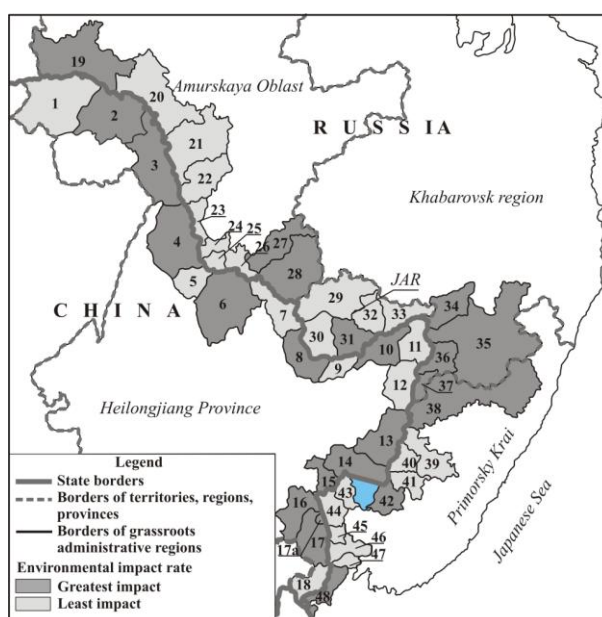 19
1
2
20
Amurskaya Oblast
R U S S I A
21
3
22
Khabarovsk region
23
4
24
25
26
27
28
5
6
C H I N A
29
JAR
7
32
33
34
30
31
10
11
35
8
9
36
12
37
38
Heilongjiang Province
13
14
40
39
15
43
41
42
16
44
45
17
46
47
17a
18
48
Primorsky Krai
Japanese Sea
Legend
State borders
Borders of territories, regions,
provinces
Borders of grassroots
administrative regions
Environmental impact rate
Greatest impact
Least impact